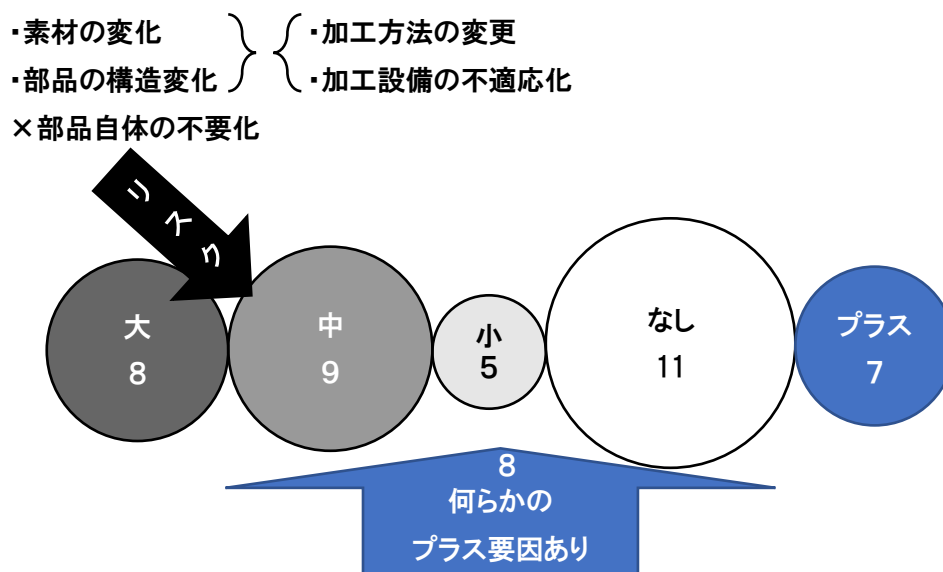 ・素材の変化
・加工方法の変更
・部品の構造変化
・加工設備の不適応化
×部品自体の不要化
リスク
大
8
中
9
小
5
なし
11
プラス
7
8
何らかの
プラス要因あり